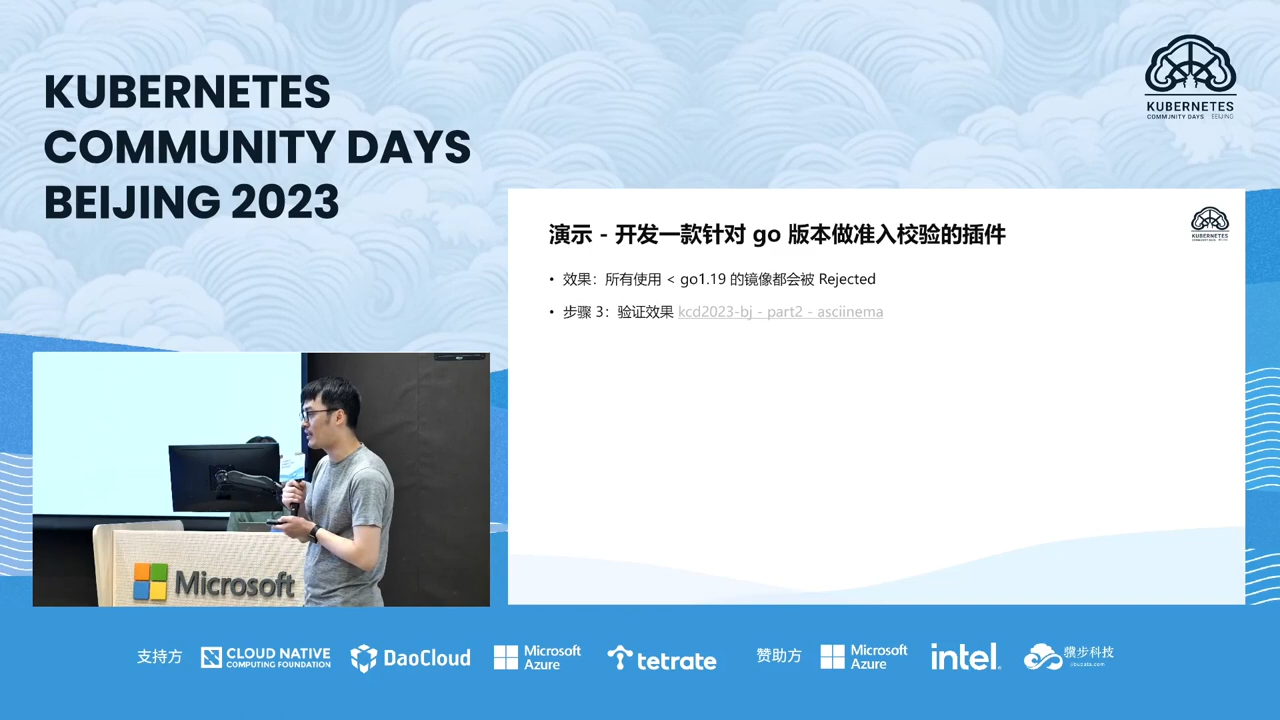 KUBERNETES
COMMUNITY DAYS
BEIJING 2023
KUBERNETES
COMMUNITY DAYS BEIJING
演示 - 开发一款针对 go 版本做准入校验的插件
• 效果：所有使用 < go1.19 的镜像都会被 Rejected
• 步骤 3：验证效果 kcd2023-bj - part2 - asciinema
KUBERNETES
Microsoft
支持方
CLOUD NATIVE
COMPUTING FOUNDATION
DaoCloud
Microsoft
Azure
tetrate
赞助方
Microsoft
Azure
intel
骥步科技